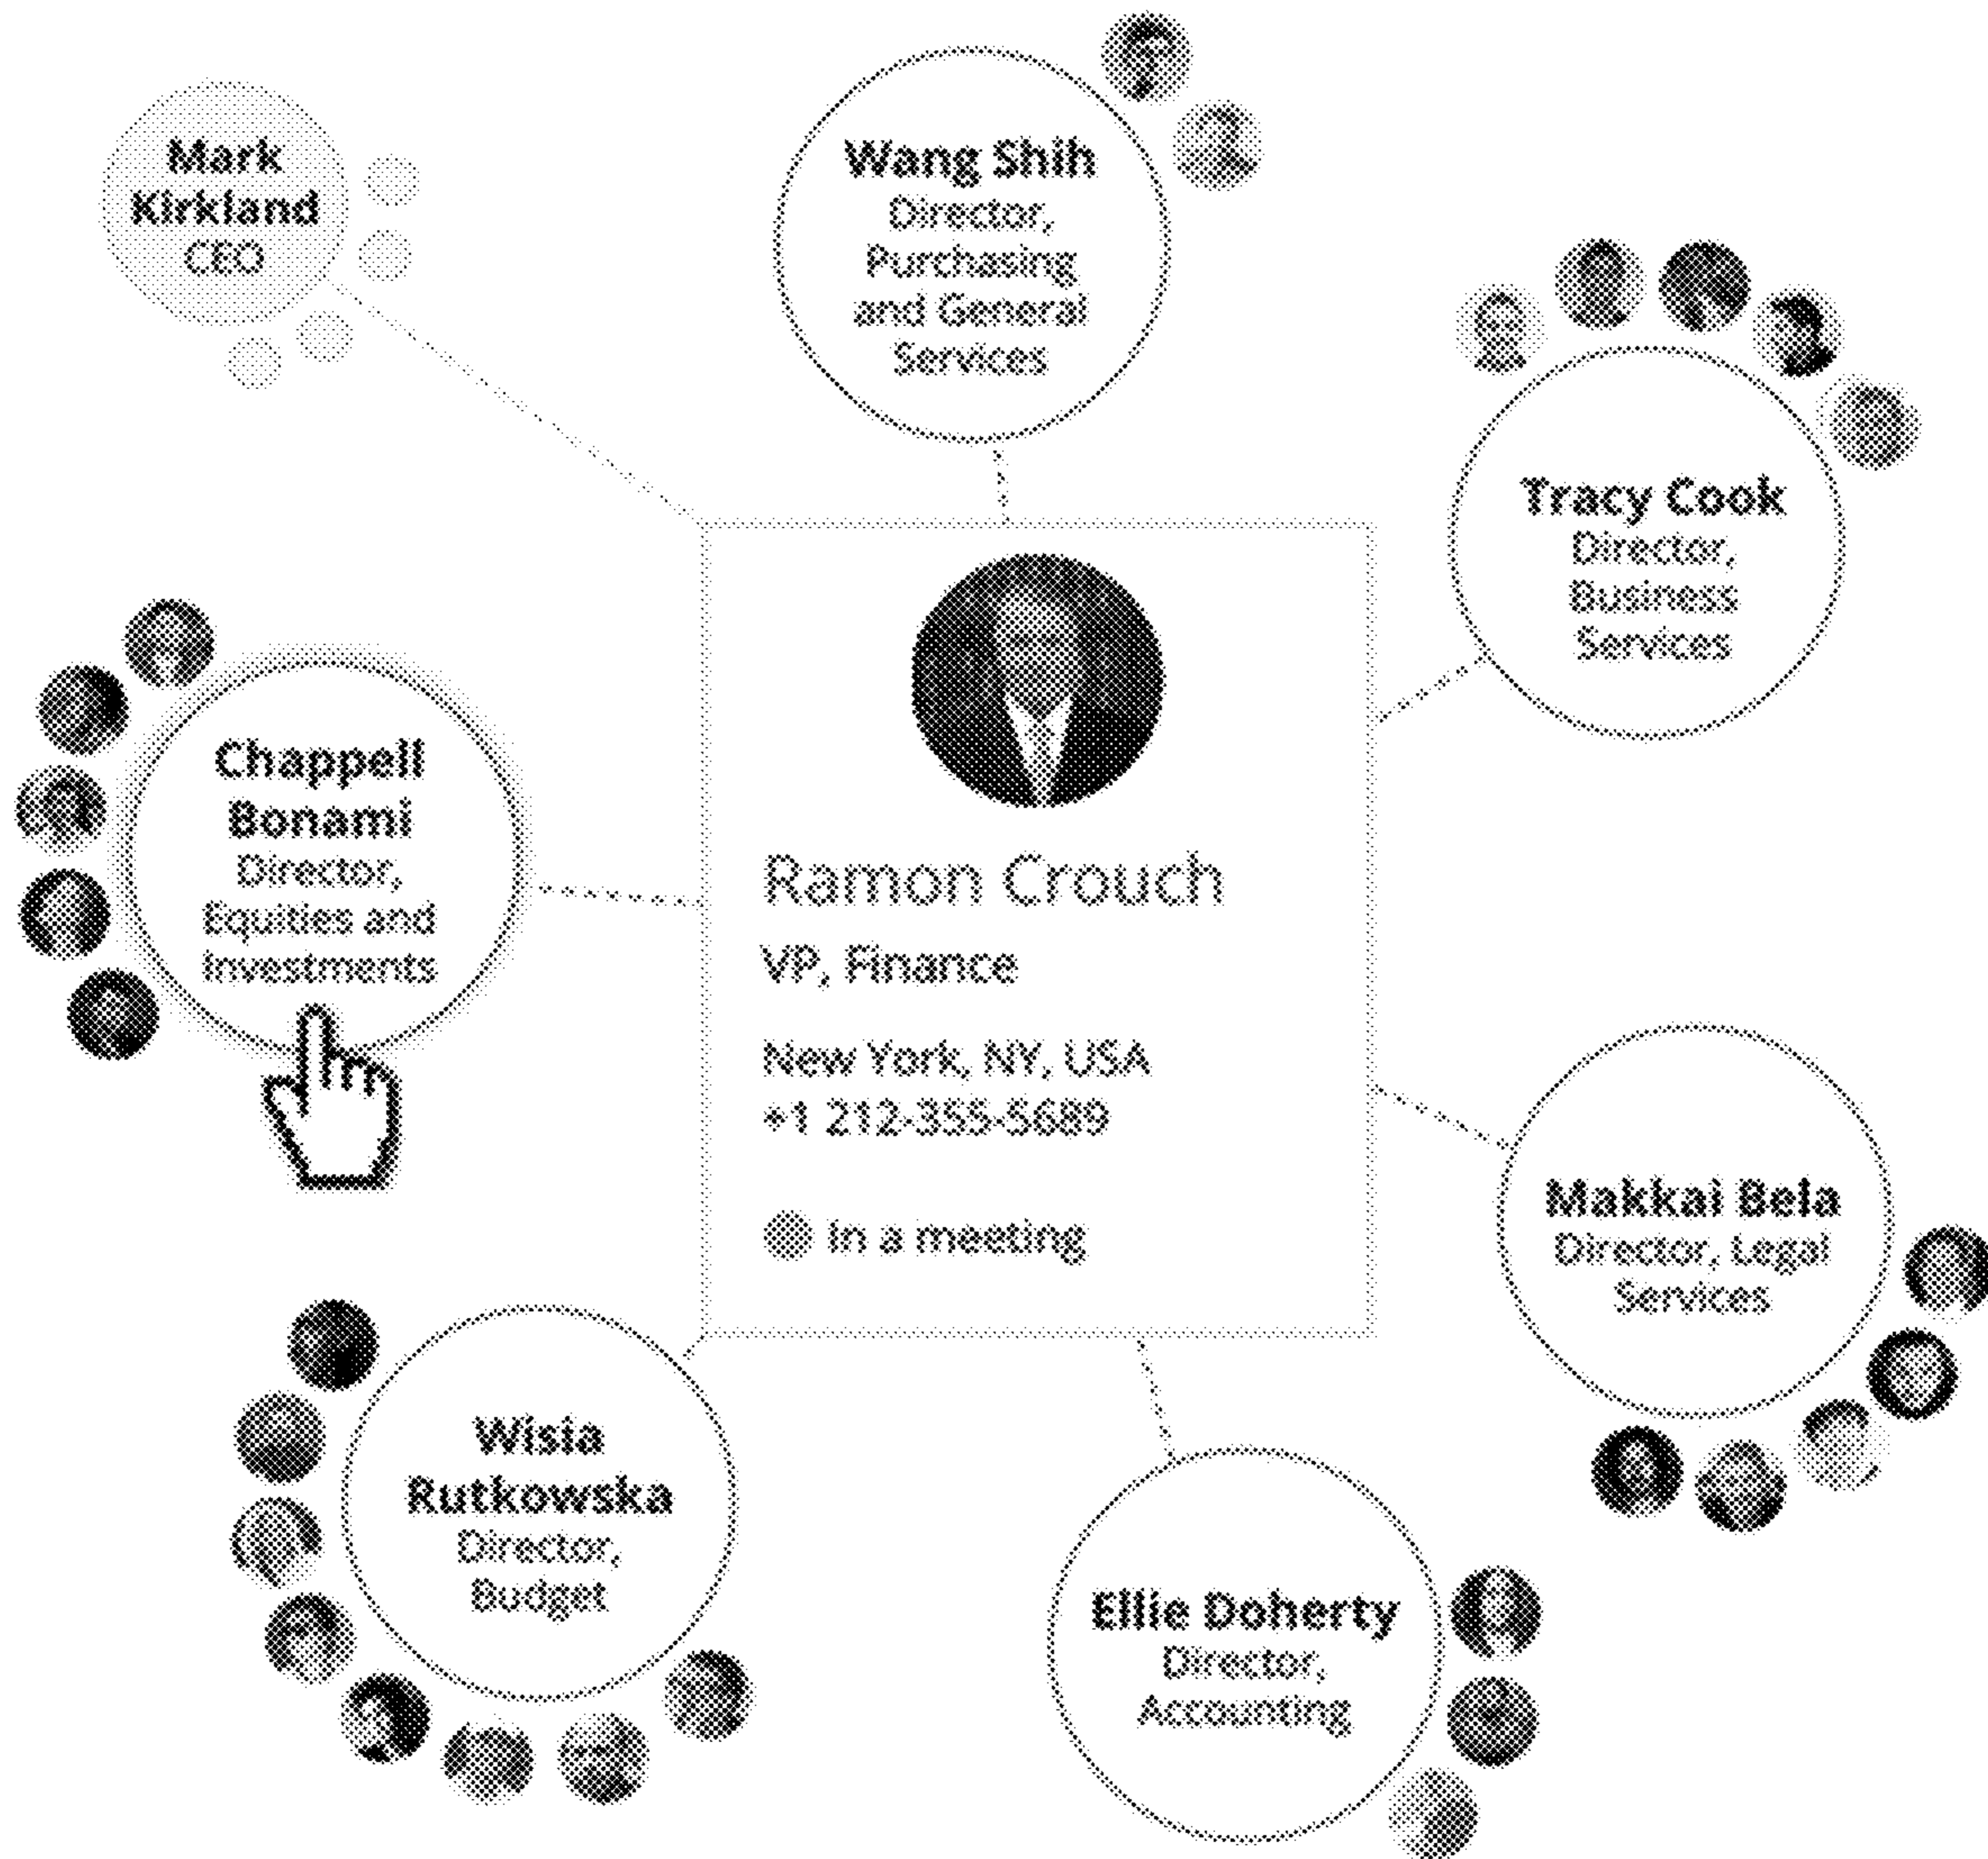 Mark
Kirkland
CEO
Wang Shih
Director,
Purchasing
and General
Services
Tracy Cook
Director,
Business
Services
Chappell
Bonami
Director,
Equities and
Investments
Ramon Crouch
VP, Finance
New York, NY, USA
+1 212-355-5689
In a meeting
Makkai Bela
Director, Legal
Services
Wisia
Rutkowska
Director,
Budget
Ellie Doherty
Director,
Accounting